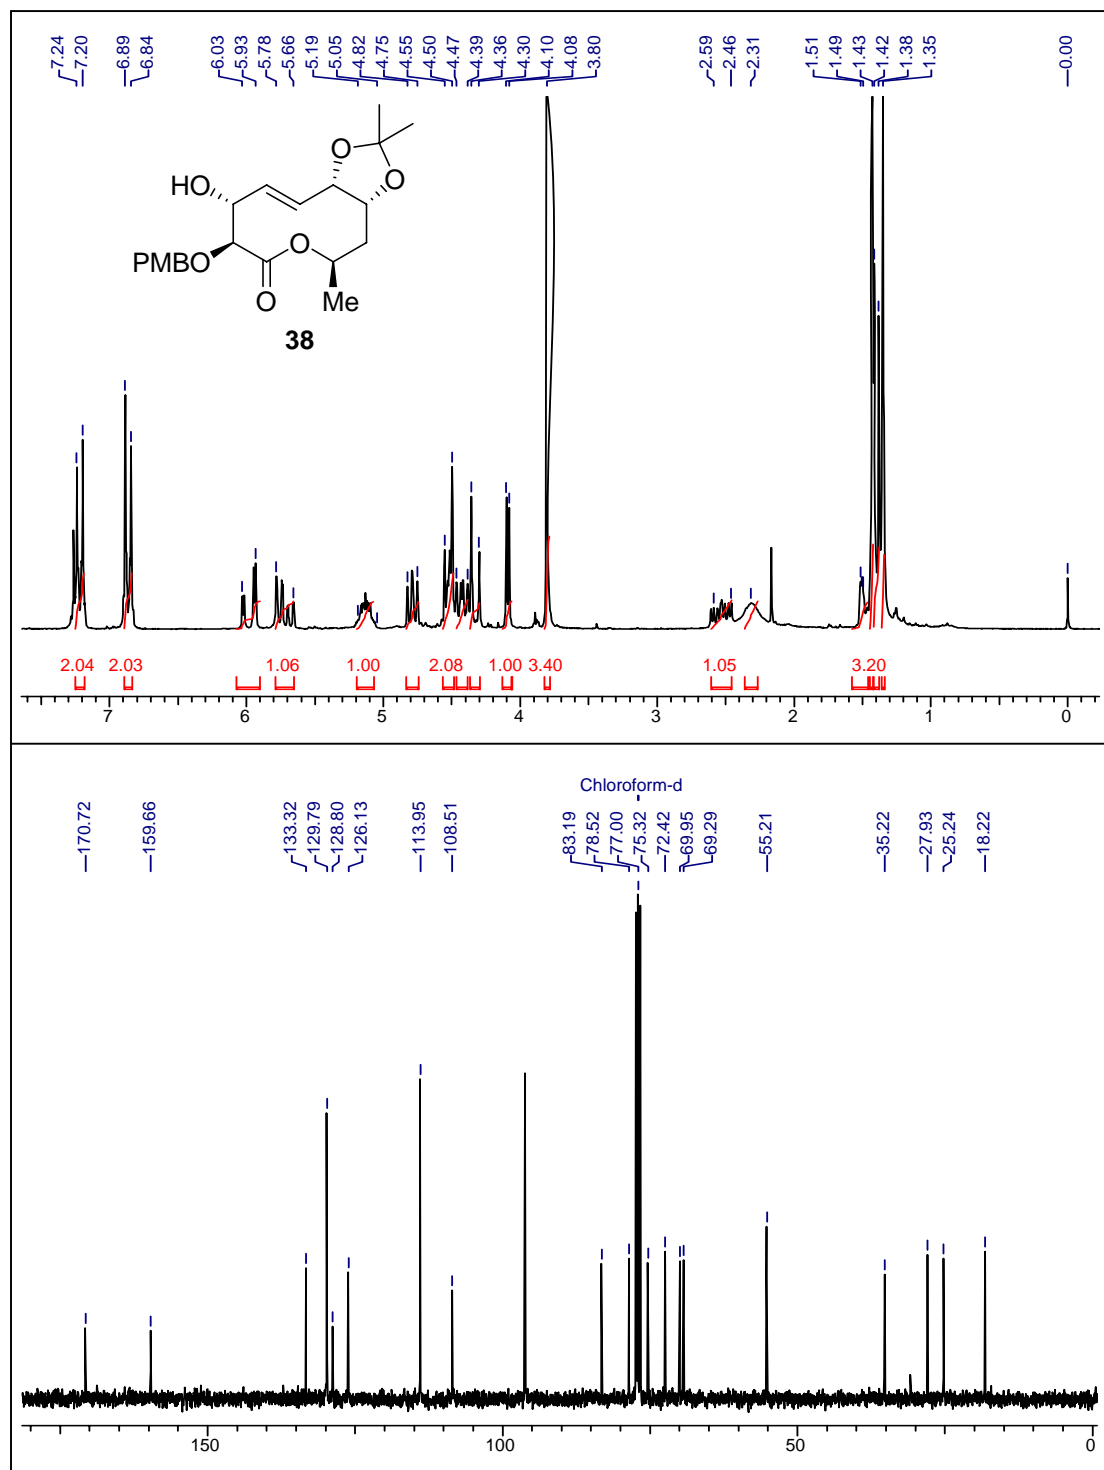 7.24 7.20 6.89 6.84 6.03 5.93 5.78 5.66 5.19 5.05 4.82 4.75 4.55 4.50 4.47 4.39 4.36 4.30 4.10 4.08 3.80 2.59 2.46 2.31 1.51 1.49 1.43 1.42 1.38 1.35 0.00
O
O
HO
O
PMBO
O
Me
38
2.04 2.03 1.06 1.00 2.08 1.00 3.40 1.05 3.20
7 6 5 4 3 2 1 0
Chloroform-d
170.72 159.66 133.32 129.79 128.80 126.13 113.95 108.51 83.19 78.52 77.00 75.32 72.42 69.95 69.29 55.21 35.22 27.93 25.24 18.22
150 100 50 0